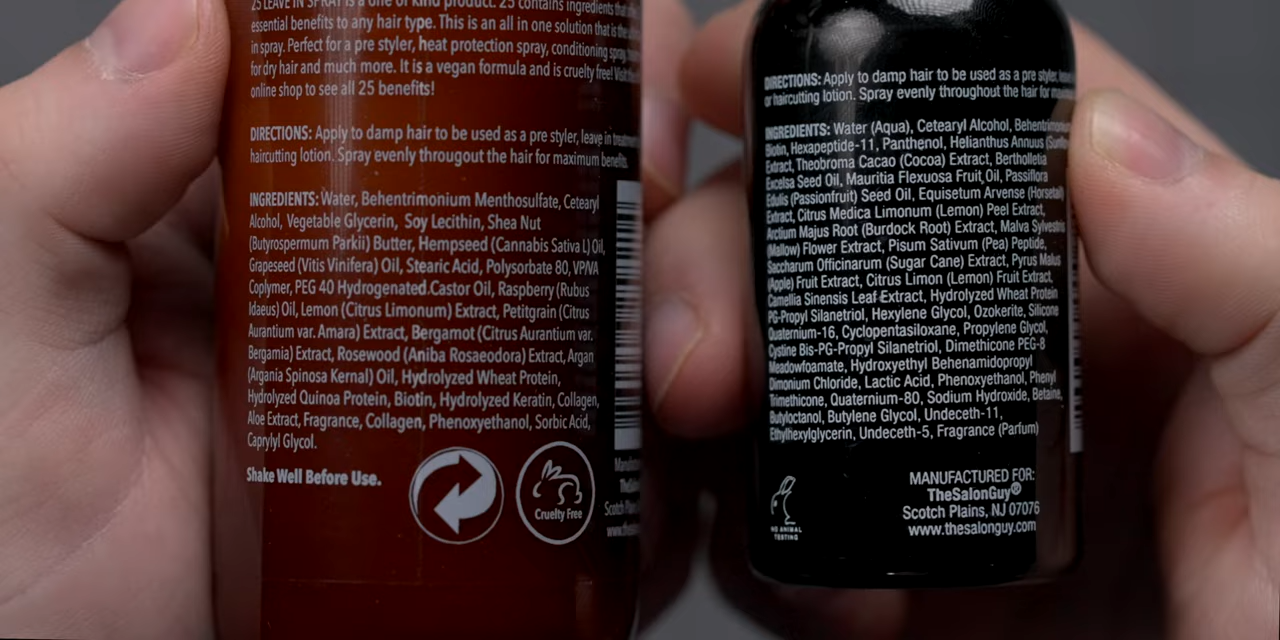 25 LEAVE IN SPRAY is a one of kind product. 25 contains ingredients that
essential benefits to any hair type. This is an all in one solution that is the
in spray. Perfect for a pre styler, heat protection spray, conditioning spray,
for dry hair and much more. It is a vegan formula and is cruelty free! Visit
online shop to see all 25 benefits!
DIRECTIONS: Apply to damp hair to be used as a pre styler, leave in treatment
haircutting lotion. Spray evenly througout the hair for maximum benefits.
INGREDIENTS: Water, Behentrimonium Menthosulfate, Cetearyl
Alcohol, Vegetable Glycerin, Soy Lecithin, Shea Nut
(Butyrospermum Parkii) Butter, Hempseed (Cannabis Sativa L) Oil,
Grapeseed (Vitis Vinifera) Oil, Stearic Acid, Polysorbate 80, VP/VA
Coplymer, PEG 40 Hydrogenated.Castor Oil, Raspberry (Rubus
Idaeus) Oil, Lemon (Citrus Limonum) Extract, Petitgrain (Citrus
Aurantium var. Amara) Extract, Bergamot (Citrus Aurantium var.
Bergamia) Extract, Rosewood (Aniba Rosaeodora) Extract, Argan
(Argania Spinosa Kernal) Oil, Hydrolyzed Wheat Protein,
Hydrolyzed Quinoa Protein, Biotin, Hydrolyzed Keratin, Collagen,
Aloe Extract, Fragrance, Collagen, Phenoxyethanol, Sorbic Acid,
Caprylyl Glycol.
Shake Well Before Use.
Cruelty Free
Scotch Plains
DIRECTIONS: Apply to damp hair to be used as a pre styler,
or haircutting lotion. Spray evenly throughout the hair for
INGREDIENTS: Water (Aqua), Cetearyl Alcohol, Behentrimonium
Biotin, Hexapeptide-11, Panthenol, Helianthus Annuus
Extract, Theobroma Cacao (Cocoa) Extract, Bertholletia
Excelsa Seed Oil, Mauritia Flexuosa Fruit Oil, Passiflora
Edulis (Passionfruit) Seed Oil, Equisetum Arvense (Horsetail)
Extract, Citrus Medica Limonum (Lemon) Peel Extract,
Arctium Majus Root (Burdock Root) Extract, Malva Sylvestris
(Mallow) Flower Extract, Pisum Sativum (Pea) Peptide,
Saccharum Officinarum (Sugar Cane) Extract, Pyrus Malus
(Apple) Fruit Extract, Citrus Limon (Lemon) Fruit Extract,
Camellia Sinensis Leaf Extract, Hydrolyzed Wheat Protein
PG-Propyl Silanetriol, Hexylene Glycol, Ozokerite, Silicone
Quaternium-16, Cyclopentasiloxane, Propylene Glycol,
Cystine Bis-PG-Propyl Silanetriol, Dimethicone PEG-8
Meadowfoamate, Hydroxyethyl Behenamidopropyl
Dimonium Chloride, Lactic Acid, Phenoxyethanol, Phenyl
Trimethicone, Quaternium-80, Sodium Hydroxide, Betaine,
Butyloctanol, Butylene Glycol, Undeceth-11,
Ethylhexylglycerin, Undeceth-5, Fragrance (Parfum)
NO ANIMAL
TESTING
MANUFACTURED FOR:
TheSalonGuy®
Scotch Plains, NJ 07076
www.thesalonguy.com